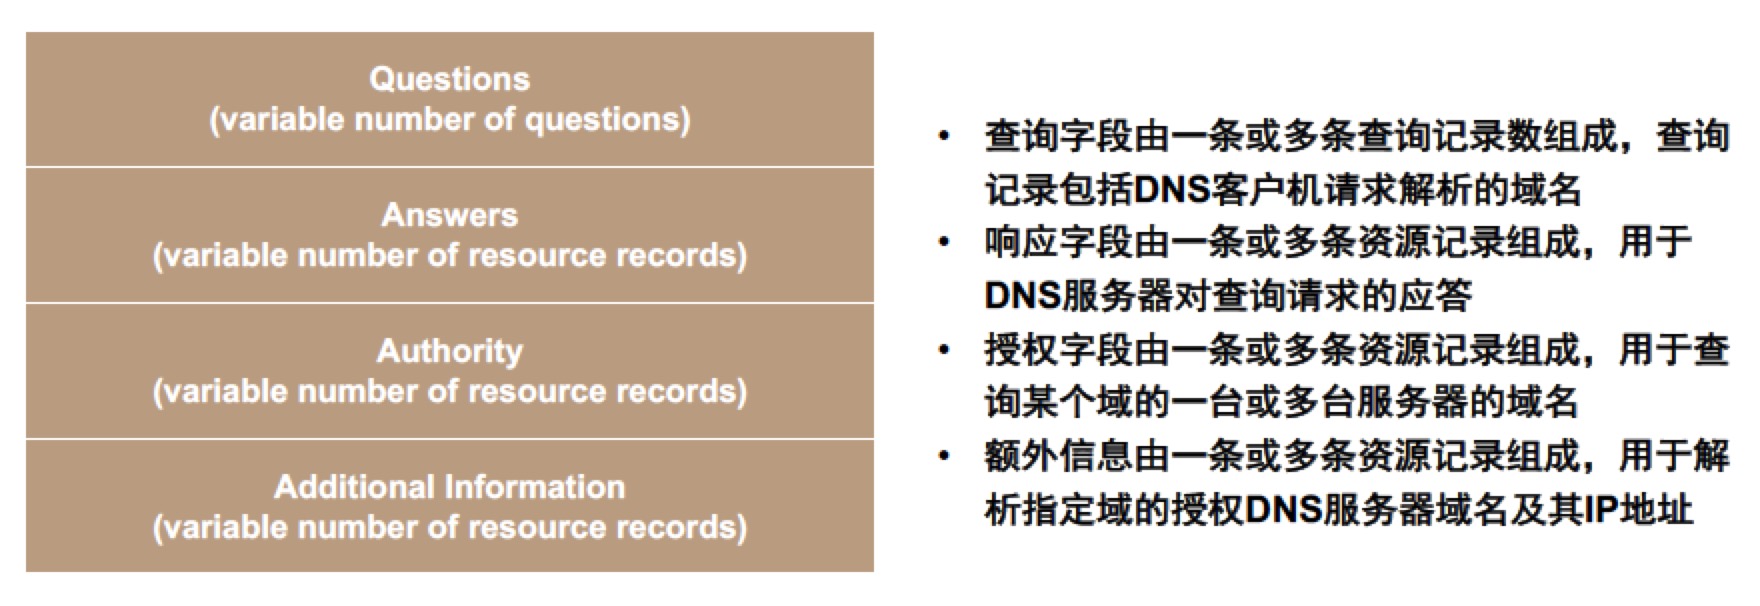 Questions
(variable number of questions)
Answers
(variable number of resource records)
Authority
(variable number of resource records)
Additional Information
(variable number of resource records)
• 查询字段由一条或多条查询记录数组成，查询
记录包括DNS客户机请求解析的域名
• 响应字段由一条或多条资源记录组成，用于
DNS服务器对查询请求的应答
• 授权字段由一条或多条资源记录组成，用于查
询某个域的一台或多台服务器的域名
• 额外信息由一条或多条资源记录组成，用于解
析指定域的授权DNS服务器域名及其IP地址